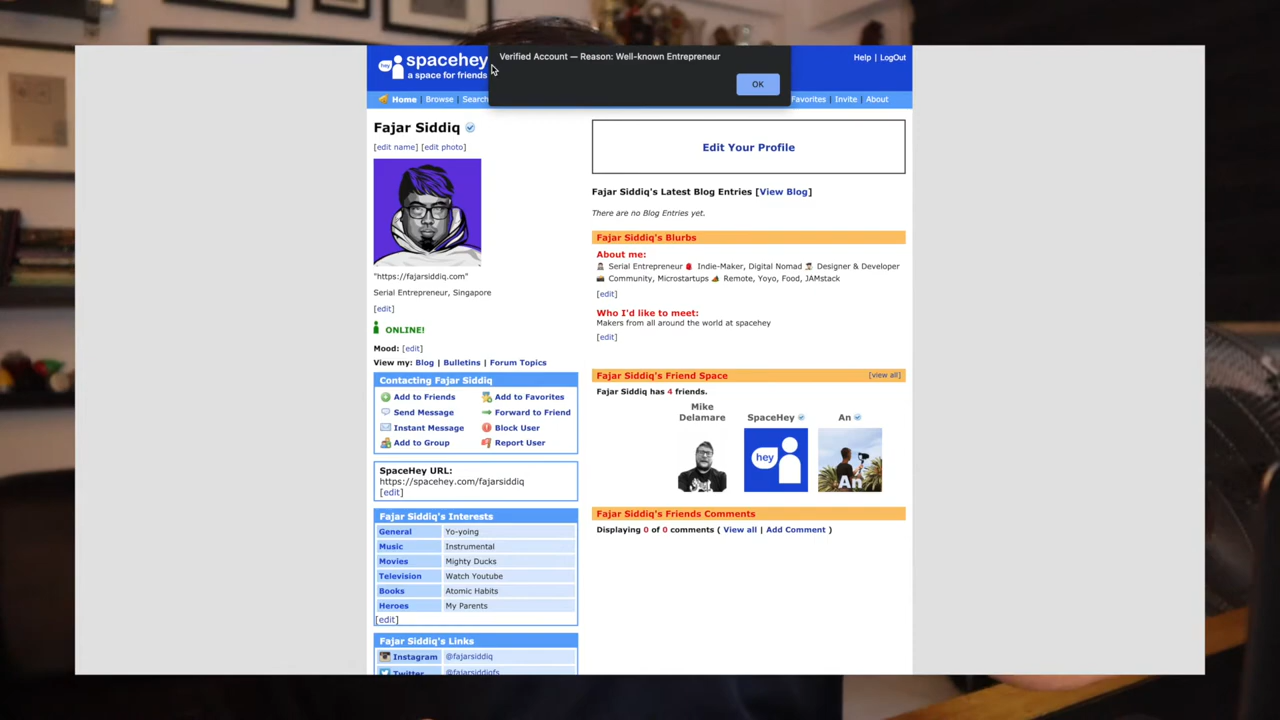 hey
spacehey
a space for friends
Verified Account — Reason: Well-known Entrepreneur
OK
Help | LogOut
Home | Browse | Search
Favorites | Invite | About
Fajar Siddiq
[edit name] [edit photo]
"https://fajarsiddiq.com"
Serial Entrepreneur, Singapore
[edit]
ONLINE!
Mood: [edit]
View my: Blog | Bulletins | Forum Topics
Contacting Fajar Siddiq
Add to Friends
Add to Favorites
Send Message
Forward to Friend
Instant Message
Block User
Add to Group
Report User
SpaceHey URL:
https://spacehey.com/fajarsiddiq
[edit]
Fajar Siddiq's Interests
General Yo-yoing
Music Instrumental
Movies Mighty Ducks
Television Watch Youtube
Books Atomic Habits
Heroes My Parents
[edit]
Fajar Siddiq's Links
Instagram @fajarsiddiq
Twitter @fajarsiddiqfs
Edit Your Profile
Fajar Siddiq's Latest Blog Entries [View Blog]
There are no Blog Entries yet.
Fajar Siddiq's Blurbs
About me:
Serial Entrepreneur Indie-Maker, Digital Nomad Designer & Developer
Community, Microstartups Remote, Yoyo, Food, JAMstack
[edit]
Who I'd like to meet:
Makers from all around the world at spacehey
[edit]
Fajar Siddiq's Friend Space [view all]
Fajar Siddiq has 4 friends.
Mike
Delamare
SpaceHey
An
hey
An
Fajar Siddiq's Friends Comments
Displaying 0 of 0 comments ( View all | Add Comment )